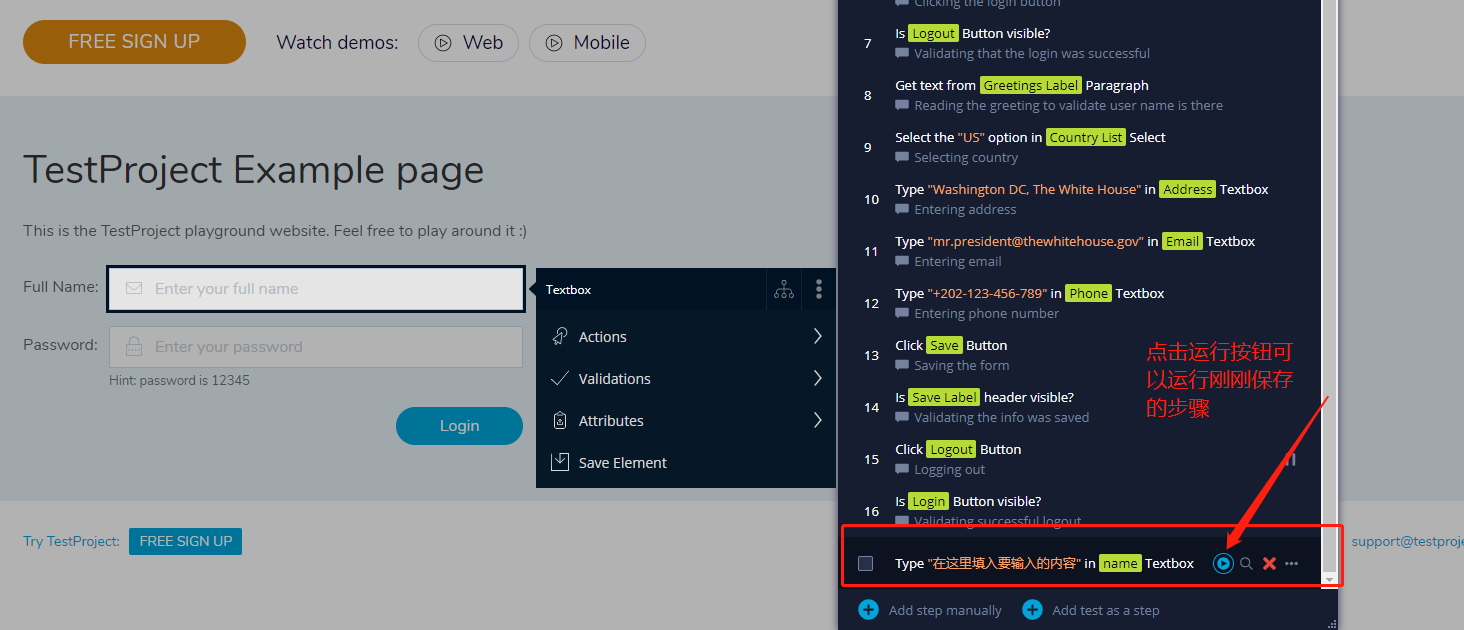 FREE SIGN UP
Watch demos:
Web
Mobile
TestProject Example page
This is the TestProject playground website. Feel free to play around it :)
Full Name:
Enter your full name
Password:
Enter your password
Hint: password is 12345
Login
Try TestProject:
FREE SIGN UP
Textbox
Actions
Validations
Attributes
Save Element
Clicking the login button
7
Is Logout Button visible?
Validating that the login was successful
8
Get text from Greetings Label Paragraph
Reading the greeting to validate user name is there
9
Select the "US" option in Country List Select
Selecting country
10
Type "Washington DC, The White House" in Address Textbox
Entering address
11
Type "mr.president@thewhitehouse.gov" in Email Textbox
Entering email
12
Type "+202-123-456-789" in Phone Textbox
Entering phone number
13
Click Save Button
Saving the form
14
Is Save Label header visible?
Validating the info was saved
15
Click Logout Button
Logging out
16
Is Login Button visible?
Validating successful logout
Type "在这里填入要输入的内容" in name Textbox
Add step manually
Add test as a step
点击运行按钮可
以运行刚刚保存
的步骤
support@testproje